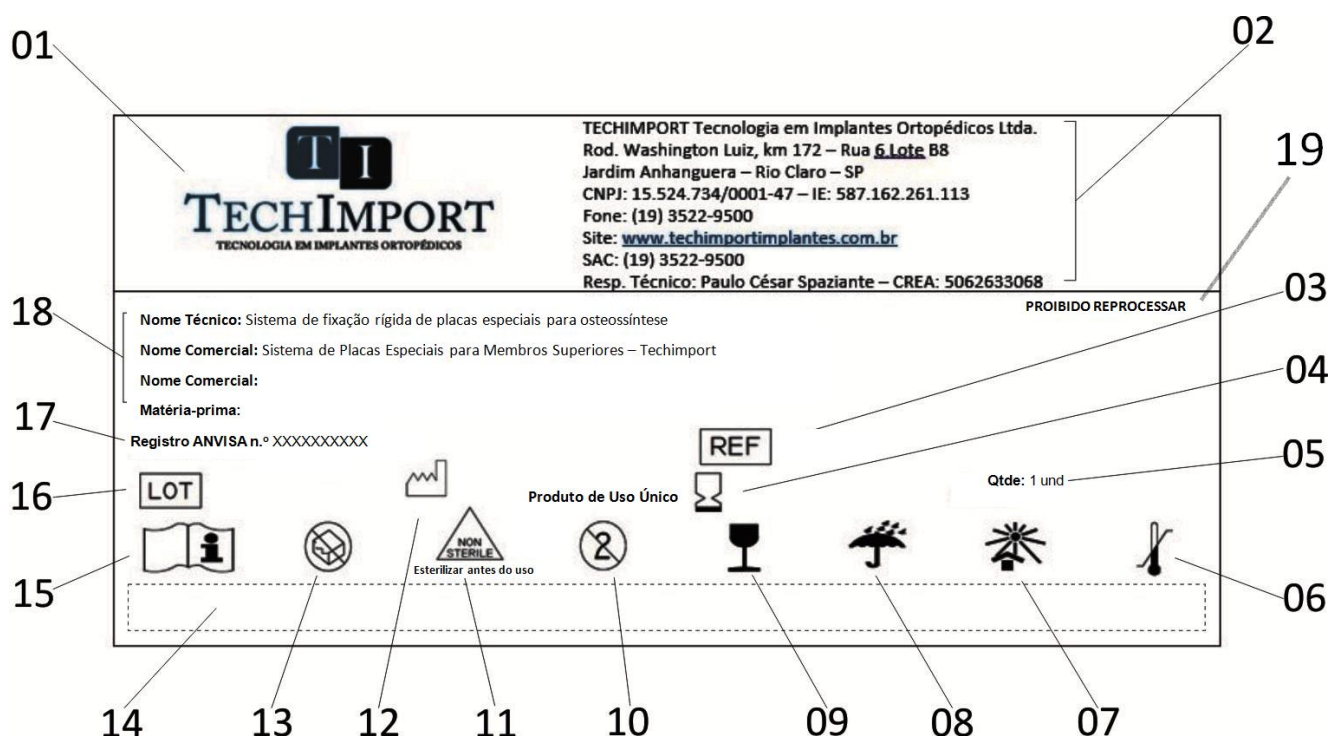 01
02
T I
TECHIMPORT
TECNOLOGIA EM IMPLANTES ORTOPÉDICOS
TECHIMPORT Tecnologia em Implantes Ortopédicos Ltda.
Rod. Washington Luiz, km 172 – Rua 6 Lote B8
Jardim Anhanguera – Rio Claro – SP
CNPJ: 15.524.734/0001-47 – IE: 587.162.261.113
Fone: (19) 3522-9500
Site: www.techimportimplantes.com.br
SAC: (19) 3522-9500
Resp. Técnico: Paulo César Spaziante – CREA: 5062633068
19
03
18
PROIBIDO REPROCESSAR
Nome Técnico: Sistema de fixação rígida de placas especiais para osteossíntese
Nome Comercial: Sistema de Placas Especiais para Membros Superiores – Techimport
Nome Comercial:
Matéria-prima:
04
17
Registro ANVISA n.º XXXXXXXXXX
REF
05
16
LOT
Produto de Uso Único
Qtde: 1 und
15
i
NON
STERILE
Esterilizar antes do uso
2
06
14
13
12
11
10
09
08
07